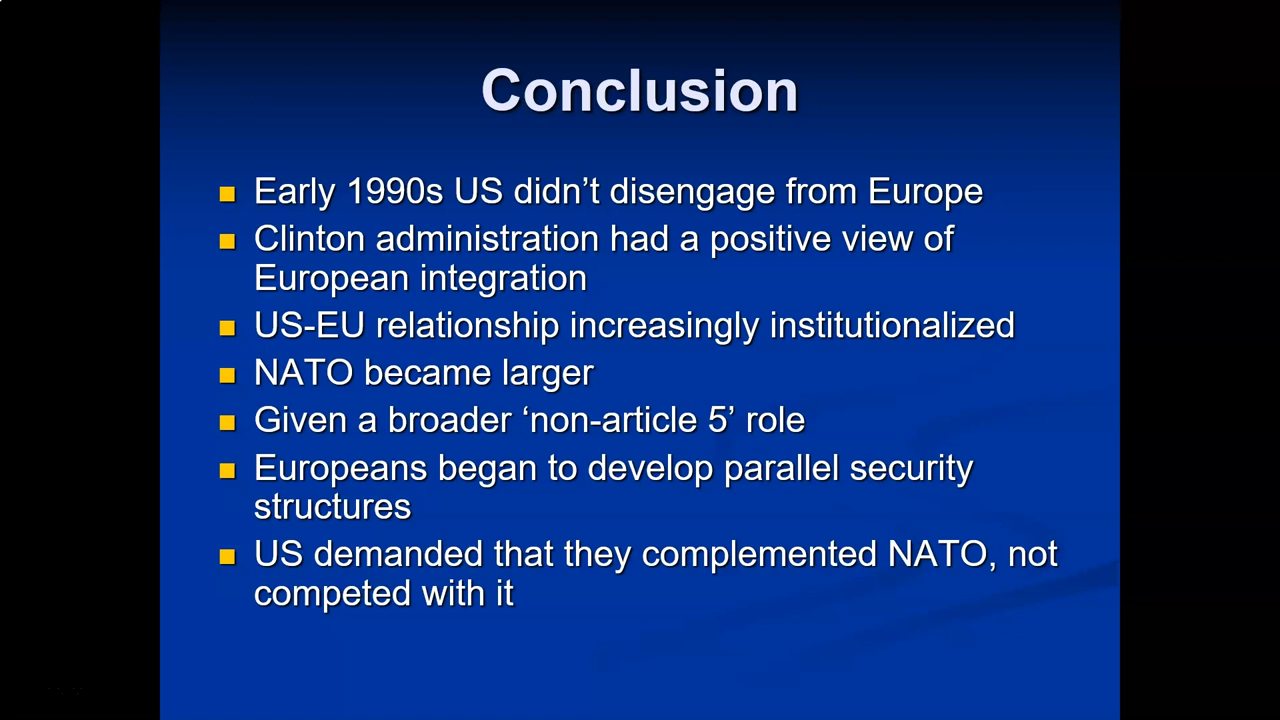 Conclusion
Early 1990s US didn’t disengage from Europe
Clinton administration had a positive view of
European integration
US-EU relationship increasingly institutionalized
NATO became larger
Given a broader ‘non-article 5’ role
Europeans began to develop parallel security
structures
US demanded that they complemented NATO, not
competed with it